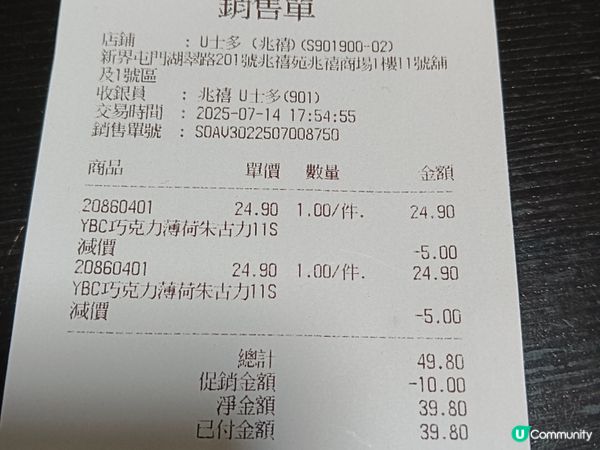 銷售單
店鋪 : U士多 (兆禧)(S901900-02)
新界屯門湖翠路201號兆禧苑兆禧商場1樓11號舖
及1號區
收銀員 : 兆禧 U士多(901)
交易時間 : 2025-07-14 17:54:55
銷售單號 : SOAV3022507008750
商品 單價 數量 金額
20860401 24.90 1.00/件. 24.90
YBC巧克力薄荷朱古力11S
減價 -5.00
20860401 24.90 1.00/件. 24.90
YBC巧克力薄荷朱古力11S
減價 -5.00
總計 49.80
促銷金額 -10.00
淨金額 39.80
已付金額 39.80
U Community